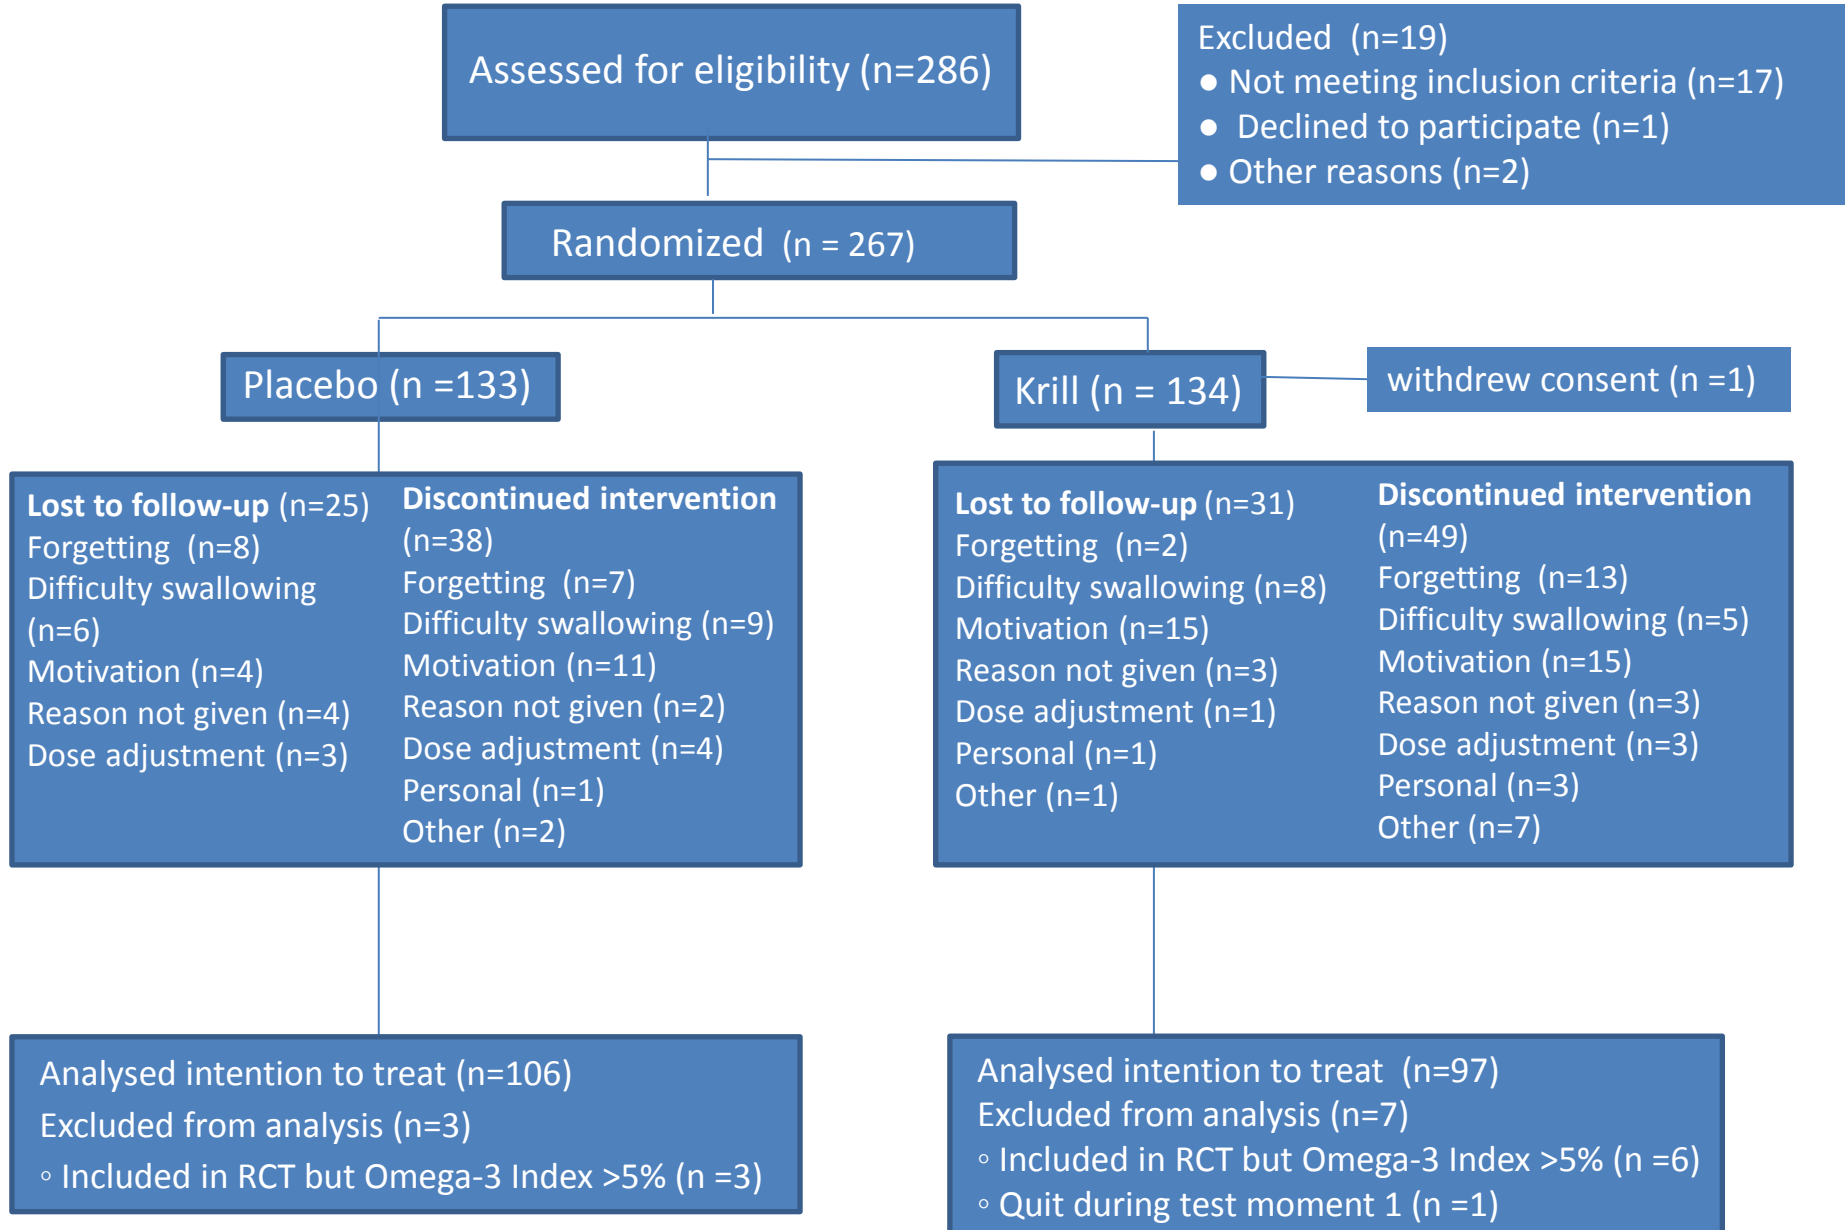 Assessed for eligibility (n=286)
Excluded  (n=19)
● Not meeting inclusion criteria (n=17)
●  Declined to participate (n=1)
● Other reasons (n=2)
Randomized  (n = 267)
Placebo (n =133)
Krill (n = 134)
withdrew consent (n =1)
Lost to follow-up (n=25)
Forgetting  (n=8)
Difficulty swallowing
(n=6)
Motivation (n=4)
Reason not given (n=4)
Dose adjustment (n=3)
Discontinued intervention
(n=38)
Forgetting  (n=7)
Difficulty swallowing (n=9)
Motivation (n=11)
Reason not given (n=2)
Dose adjustment (n=4)
Personal (n=1)
Other (n=2)
Lost to follow-up (n=31)
Forgetting  (n=2)
Difficulty swallowing (n=8)
Motivation (n=15)
Reason not given (n=3)
Dose adjustment (n=1)
Personal (n=1)
Other (n=1)
Discontinued intervention
(n=49)
Forgetting  (n=13)
Difficulty swallowing (n=5)
Motivation (n=15)
Reason not given (n=3)
Dose adjustment (n=3)
Personal (n=3)
Other (n=7)
Analysed intention to treat (n=106)
Excluded from analysis (n=3)
◦ Included in RCT but Omega-3 Index >5% (n =3)
Analysed intention to treat  (n=97)
Excluded from analysis (n=7)
◦ Included in RCT but Omega-3 Index >5% (n =6)
◦ Quit during test moment 1 (n =1)